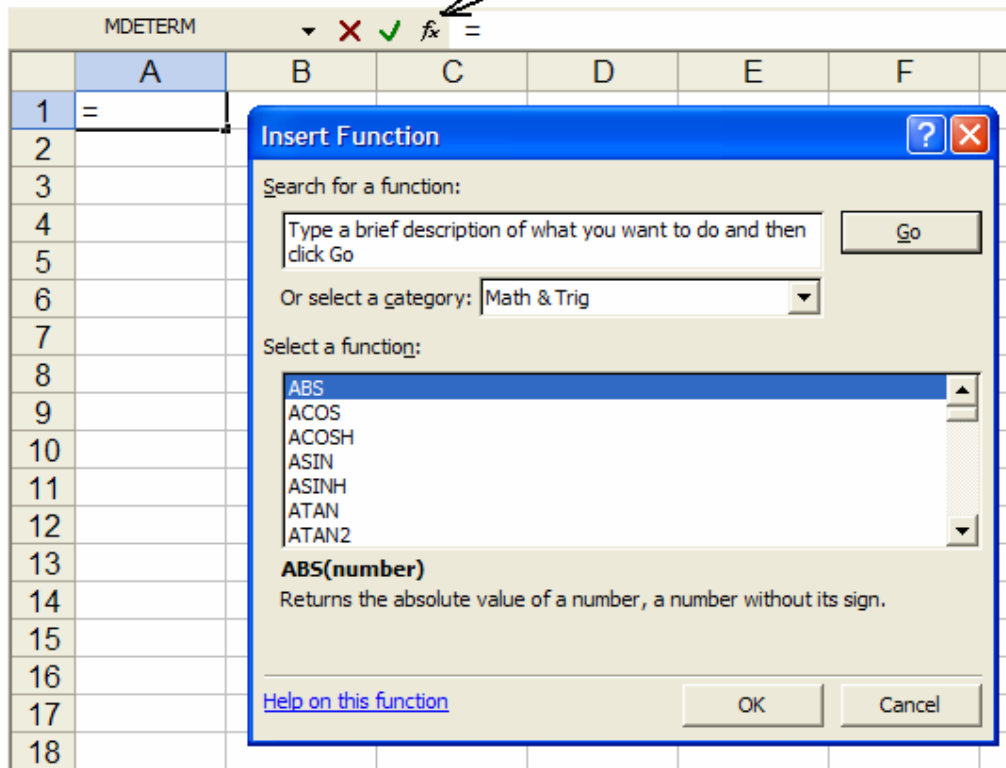 MDETERM fx =
A B C D E F
1 =
2
3
4
5
6
7
8
9
10
11
12
13
14
15
16
17
18
Insert Function ?
Search for a function:
Type a brief description of what you want to do and then
click Go
Go
Or select a category: Math & Trig
Select a function:
ABS
ACOS
ACOSH
ASIN
ASINH
ATAN
ATAN2
ABS(number)
Returns the absolute value of a number, a number without its sign.
Help on this function OK Cancel